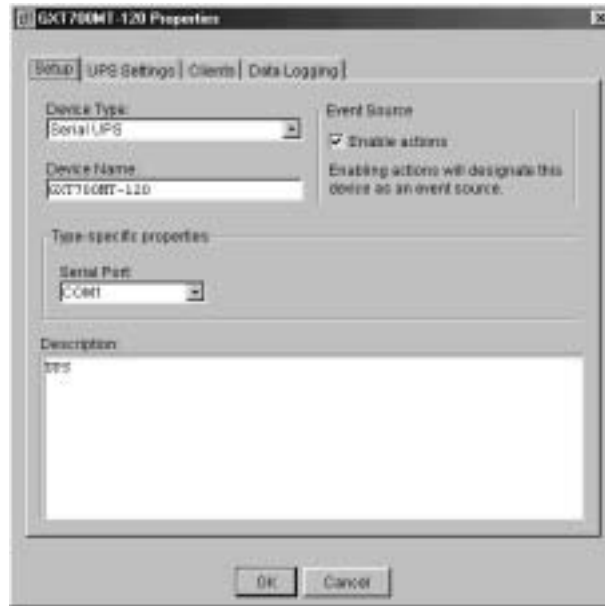 GXT700MT-120 Properties
Setup UPS Settings Clients Data Logging
Device Type:
Serial UPS
Event Source
Enable actions
Enabling actions will designate this
device as an event source.
Device Name
GXT700MT-120
Type-specific properties
Serial Port:
COM1
Description:
UPS
OK Cancel